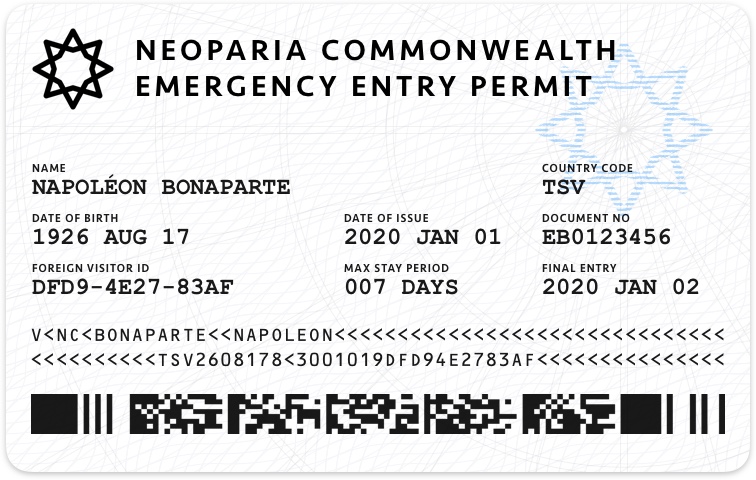 NEOPARIA COMMONWEALTH
EMERGENCY ENTRY PERMIT
NAME
NAPOLÉON BONAPARTE
COUNTRY CODE
TSV
DATE OF BIRTH
1926 AUG 17
DATE OF ISSUE
2020 JAN 01
DOCUMENT NO
EB0123456
FOREIGN VISITOR ID
DFD9-4E27-83AF
MAX STAY PERIOD
007 DAYS
FINAL ENTRY
2020 JAN 02
V<NC<BONAPARTE<<NAPOLEON<<<<<<<<<<<<<<<<<<<<<<<<<<<<<<<
<<<<<<<<<<TSV2608178<3001019DFD94E2783AF<<<<<<<<<<<<<<<